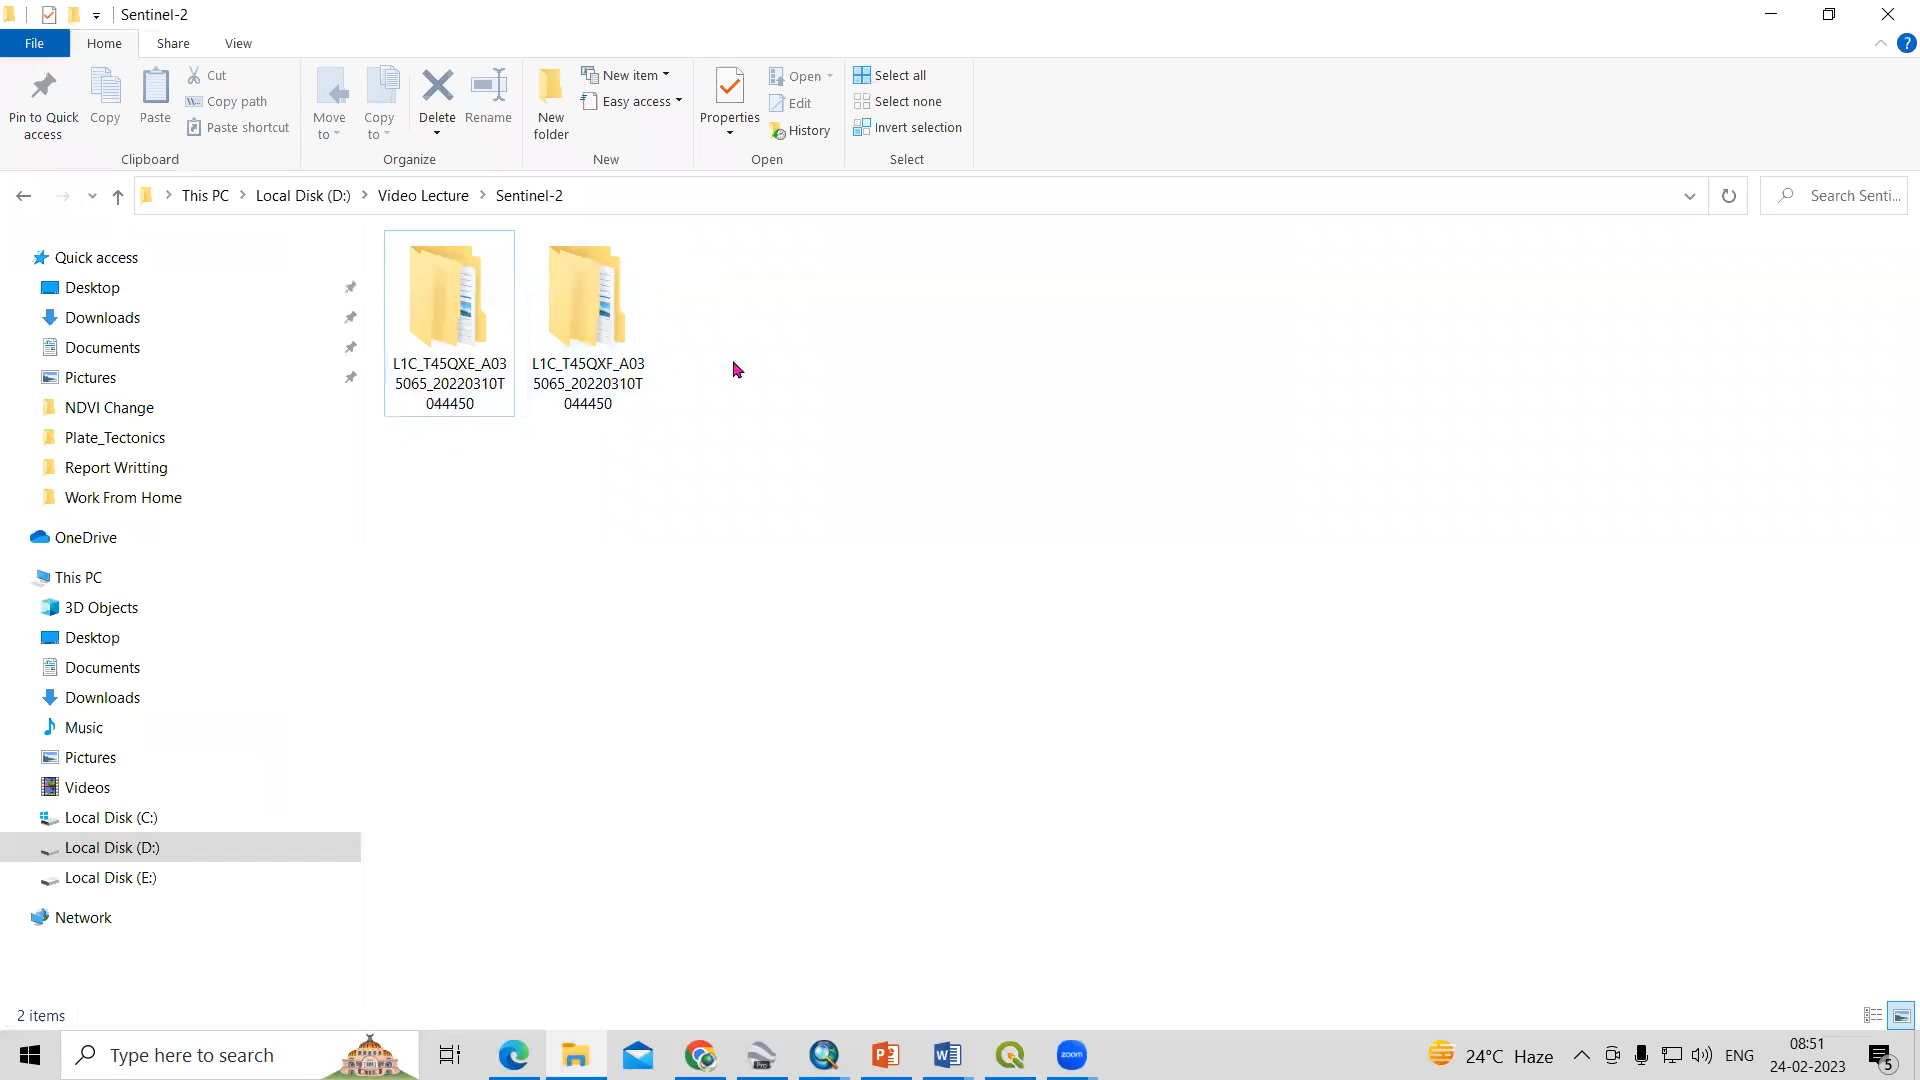 Sentinel-2
File
Home
Share
View
Pin to Quick
access
Copy
Paste
Cut
Copy path
Paste shortcut
Clipboard
Move
to
Copy
to
Delete
Rename
Organize
New
folder
New item
Easy access
New
Properties
Open
Edit
History
Open
Select all
Select none
Invert selection
Select
This PC
Local Disk (D:)
Video Lecture
Sentinel-2
Search Senti...
Quick access
Desktop
Downloads
Documents
Pictures
NDVI Change
Plate_Tectonics
Report Writting
Work From Home
OneDrive
This PC
3D Objects
Desktop
Documents
Downloads
Music
Pictures
Videos
Local Disk (C:)
Local Disk (D:)
Local Disk (E:)
Network
L1C_T45QXE_A03
5065_20220310T
044450
L1C_T45QXF_A03
5065_20220310T
044450
2 items
Type here to search
Pro
zoom
24°C Haze
ENG
08:51
24-02-2023
5